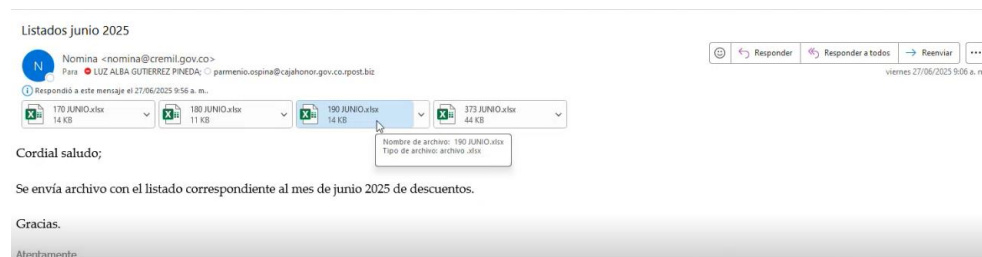 Listados junio 2025
N
Nomina <nomina@cremil.gov.co>
Para LUZ ALBA GUTIERREZ PINEDA; parmenio.ospina@cajahonor.gov.co.rpost.biz
Responder
Responder a todos
Reenviar
viernes 27/06/2025 9:06 a. m
Respondió a este mensaje el 27/06/2025 9:56 a. m..
170 JUNIO.xlsx
14 KB
180 JUNIO.xlsx
11 KB
190 JUNIO.xlsx
14 KB
373 JUNIO.xlsx
44 KB
Nombre de archivo: 190 JUNIO.xlsx
Tipo de archivo: archivo .xlsx
Cordial saludo;
Se envía archivo con el listado correspondiente al mes de junio 2025 de descuentos.
Gracias.
Atentamente